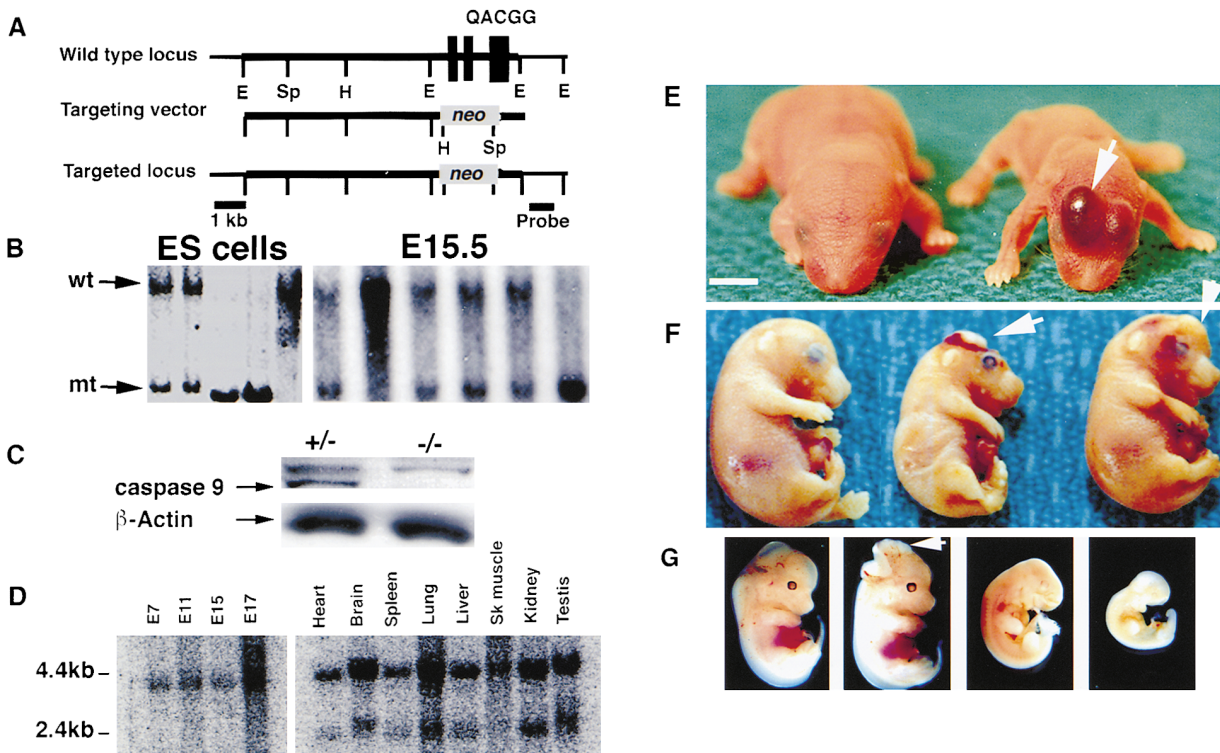 A
QACGG
Wild type locus
E Sp H E E E
Targeting vector
neo
H Sp
Targeted locus
neo
1 kb
Probe
B
ES cells
E15.5
wt
mt
C
+/- -/-
caspase 9
β-Actin
D
E7 E11 E15 E17
Heart Brain Spleen Lung Liver Sk muscle Kidney Testis
4.4kb
2.4kb
E
F
G